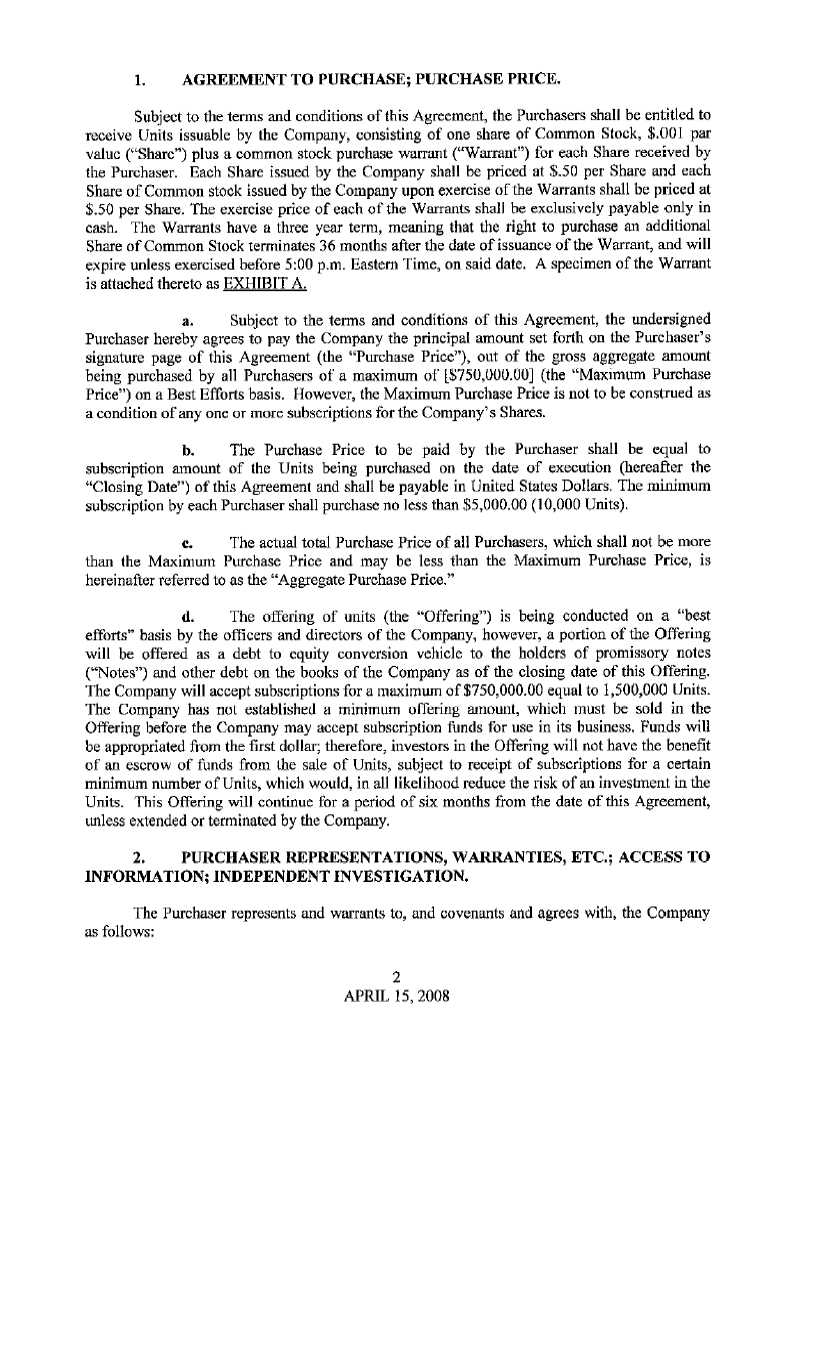 1. AGREEMENT TO PURCHASE; PURCHASE PRICE.
Subject to the terms and conditions of this Agreement, the Purchasers shall be entitled to
receive Units issuable by the Company, consisting of one share of Common Stock, $.001 par
value ("Share") plus a common stock purchase warrant ("Warrant") for each Share received by
the Purchaser. Each Share issued by the Company shall be priced at $.50 per Share and each
Share of Common stock issued by the Company upon exercise of the Warrants shall be priced at
$.50 per Share. The exercise price of each of the Warrants shall be exclusively payable only in
cash. The Warrants have a three year term, meaning that the right to purchase an additional
Share of Common Stock terminates 36 months after the date of issuance of the Warrant, and will
expire unless exercised before 5:00 p.m. Eastern Time, on said date. A specimen of the Warrant
is attached thereto as EXHIBIT A.
a. Subject to the terms and conditions of this Agreement, the undersigned
Purchaser hereby agrees to pay the Company the principal amount set forth on the Purchaser's
signature page of this Agreement (the "Purchase Price"), out of the gross aggregate amount
being purchased by all Purchasers of a maximum of [$750,000.00] (the "Maximum Purchase
Price") on a Best Efforts basis. However, the Maximum Purchase Price is not to be construed as
a condition of any one or more subscriptions for the Company's Shares.
b. The Purchase Price to be paid by the Purchaser shall be equal to
subscription amount of the Units being purchased on the date of execution (hereafter the
"Closing Date") of this Agreement and shall be payable in United States Dollars. The minimum
subscription by each Purchaser shall purchase no less than $5,000.00 (10,000 Units).
c. The actual total Purchase Price of all Purchasers, which shall not be more
than the Maximum Purchase Price and may be less than the Maximum Purchase Price, is
hereinafter referred to as the "Aggregate Purchase Price."
d. The offering of units (the "Offering") is being conducted on a "best
efforts" basis by the officers and directors of the Company, however, a portion of the Offering
will be offered as a debt to equity conversion vehicle to the holders of promissory notes
("Notes") and other debt on the books of the Company as of the closing date of this Offering.
The Company will accept subscriptions for a maximum of $750,000.00 equal to 1,500,000 Units.
The Company has not established a minimum offering amount, which must be sold in the
Offering before the Company may accept subscription funds for use in its business. Funds will
be appropriated from the first dollar; therefore, investors in the Offering will not have the benefit
of an escrow of funds from the sale of Units, subject to receipt of subscriptions for a certain
minimum number of Units, which would, in all likelihood reduce the risk of an investment in the
Units. This Offering will continue for a period of six months from the date of this Agreement,
unless extended or terminated by the Company.
2. PURCHASER REPRESENTATIONS, WARRANTIES, ETC.; ACCESS TO
INFORMATION; INDEPENDENT INVESTIGATION.
The Purchaser represents and warrants to, and covenants and agrees with, the Company
as follows:
2
APRIL 15, 2008